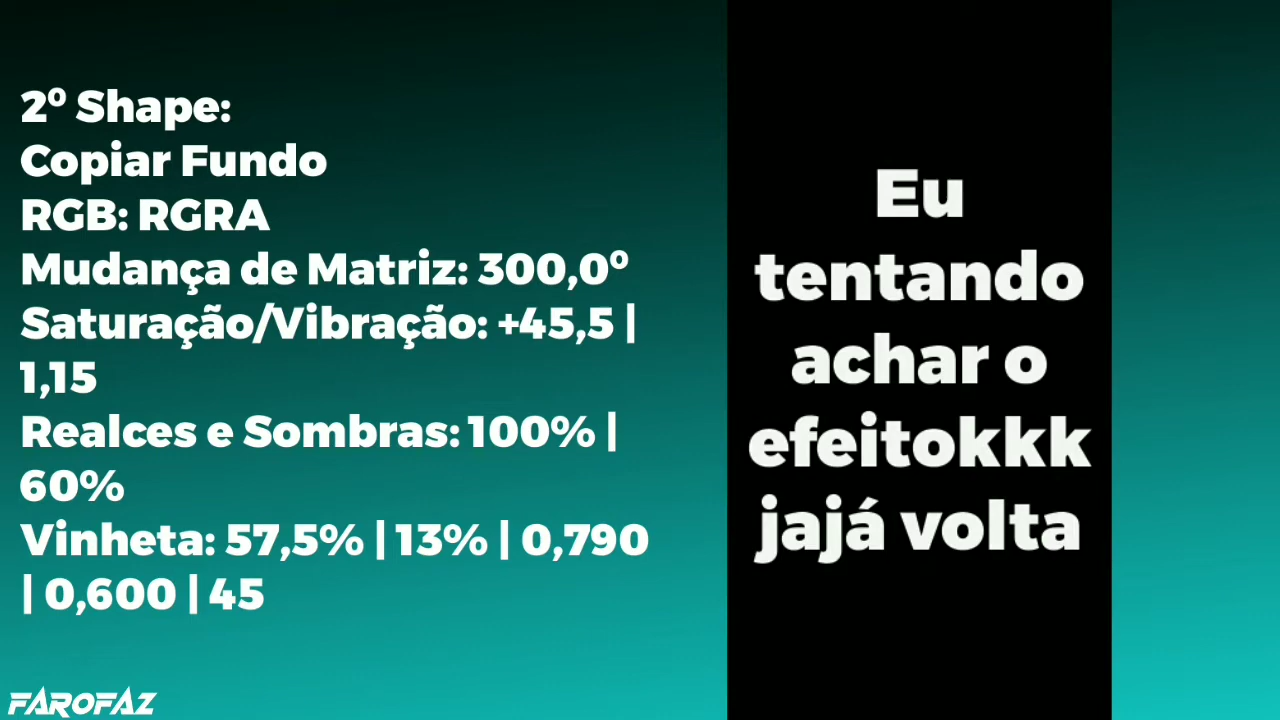 2º Shape:
Copiar Fundo
RGB: RGRA
Mudança de Matriz: 300,0º
Saturação/Vibração: +45,5 |
1,15
Realces e Sombras: 100% |
60%
Vinheta: 57,5% | 13% | 0,790
| 0,600 | 45
Eu
tentando
achar o
efeitokkk
jajá volta
FAROFAZ